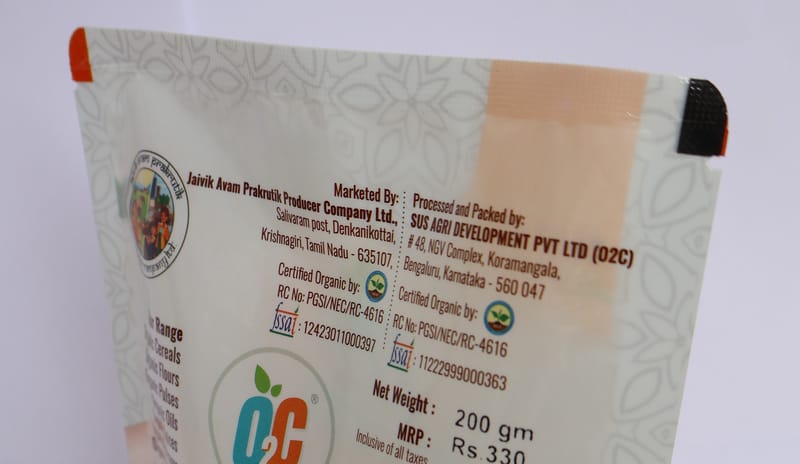 Marketed By:
Jaivik Avam Prakrutik Producer Company Ltd.,
Salivaram post, Denkanikottai,
Krishnagiri, Tamil Nadu - 635107,
Certified Organic by:
RC No: PGSI/NEC/RC-4616
fssai : 12423011000397
Processed and Packed by:
SUS AGRI DEVELOPMENT PVT LTD (O2C)
# 48, NGV Complex, Koramangala,
Bengaluru, Karnataka - 560 047
Certified Organic by:
RC No: PGSI/NEC/RC-4616
fssai : 11222999000363
Range
Cereals
Flours
Pulses
Oils
O2C ®
Net Weight : 200 gm
MRP : Rs.330
Inclusive of all taxes